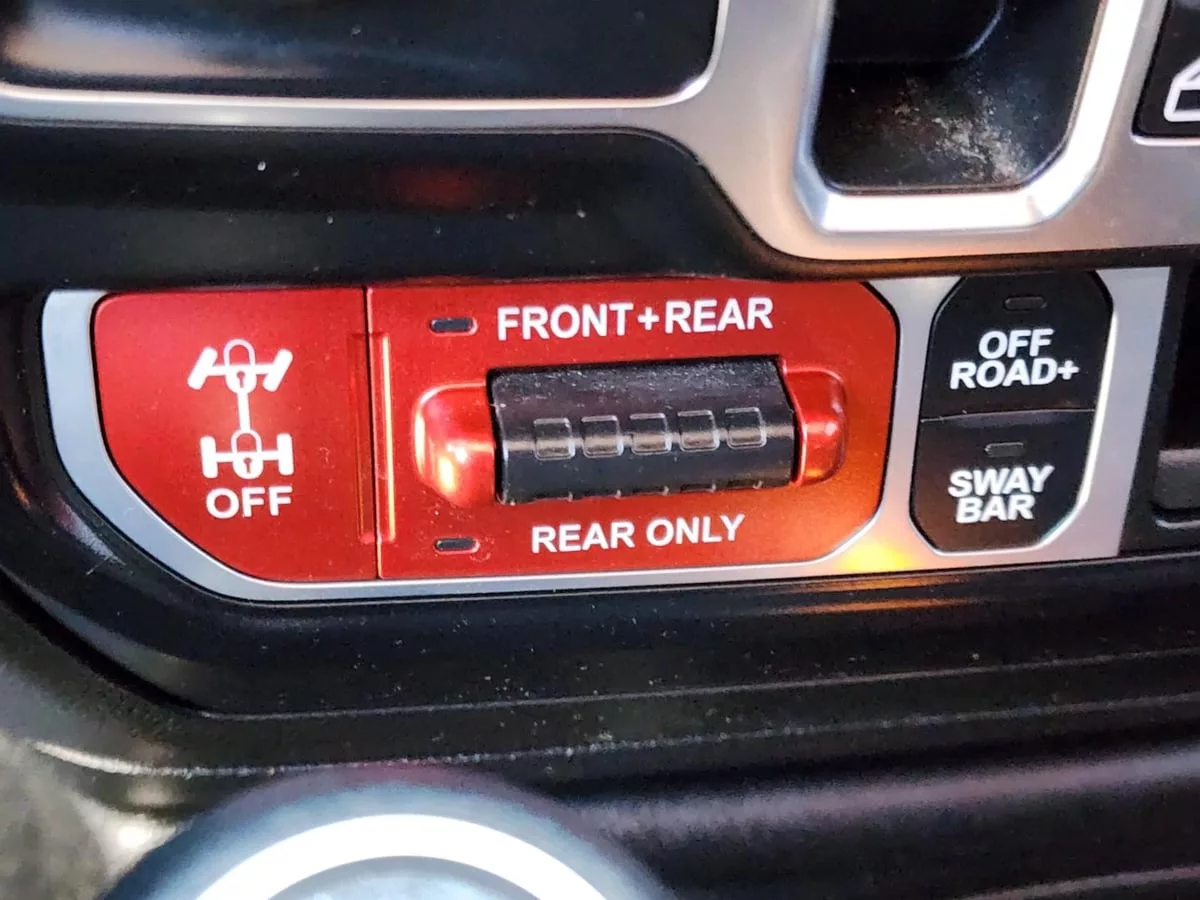 FRONT+REAR
OFF
REAR ONLY
OFF
ROAD+
SWAY
BAR